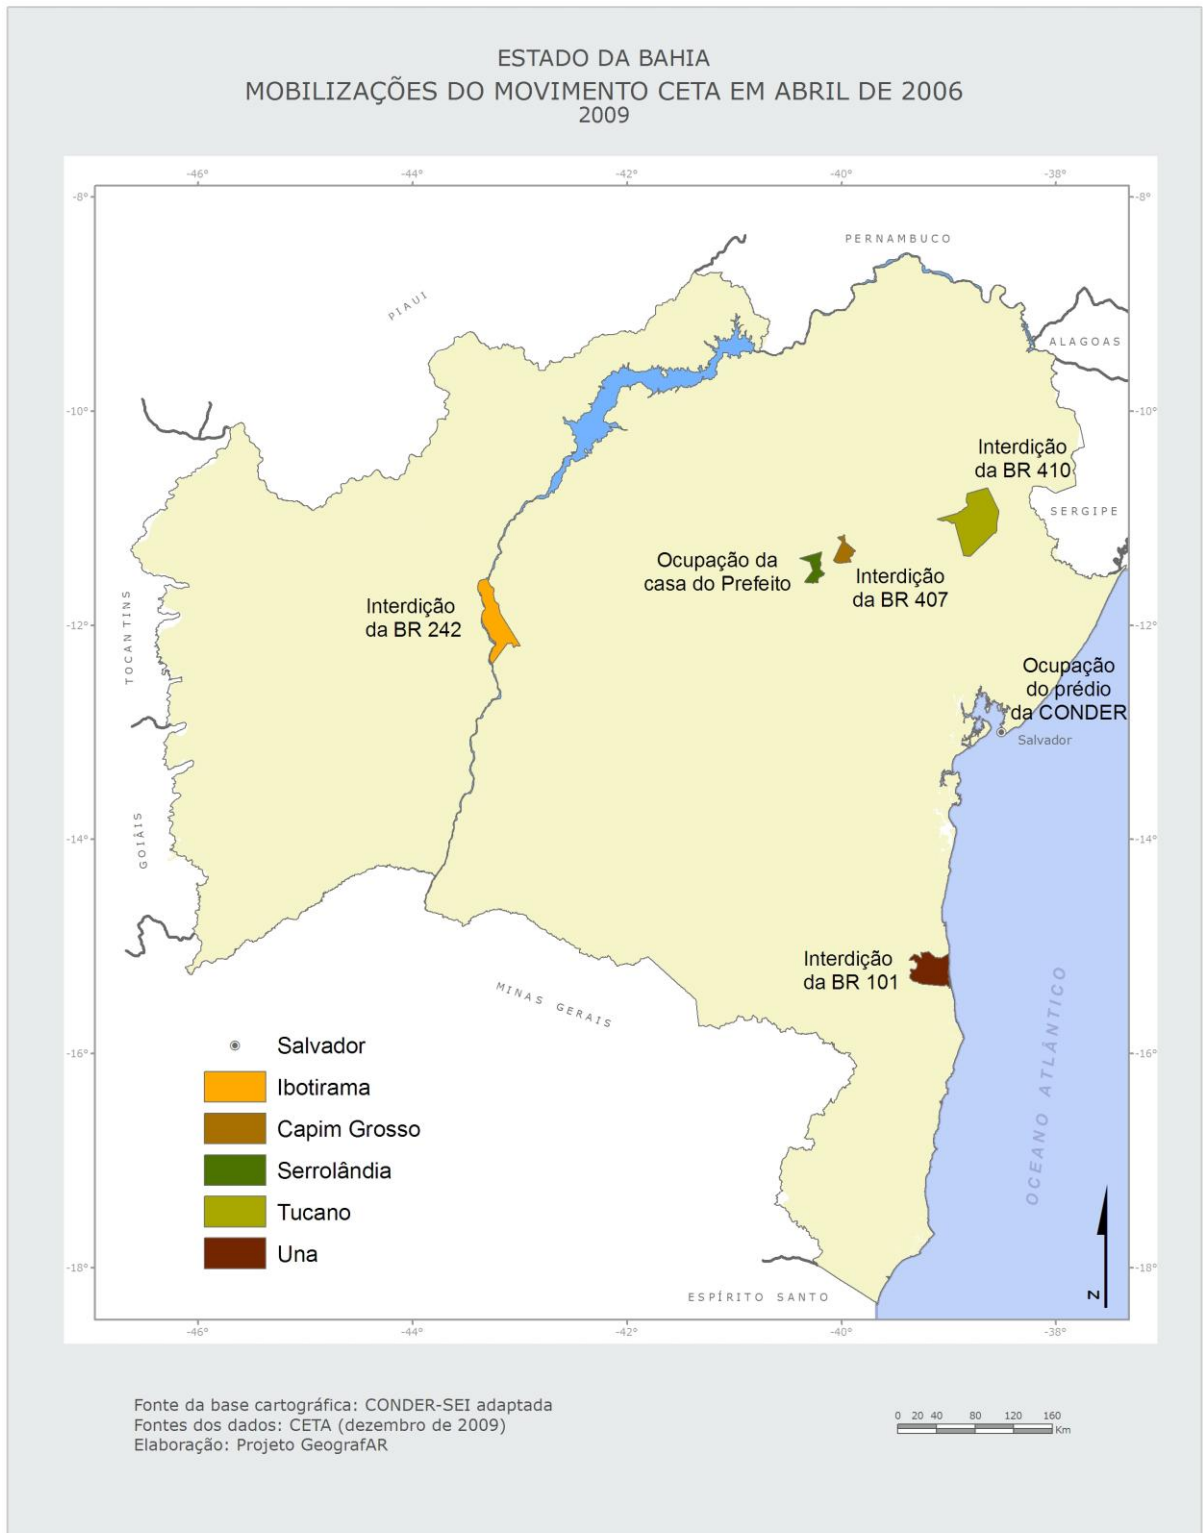 ESTADO DA BAHIA
MOBILIZAÇÕES DO MOVIMENTO CETA EM ABRIL DE 2006
2009
-46°
-44°
-42°
-40°
-38°
-8°
-8°
PERNAMBUCO
PIAUI
ALAGOAS
-10°
-10°
Interdição
da BR 410
SERGIPE
Ocupação da
casa do Prefeito
Interdição
da BR 407
Interdição
da BR 242
TOCANTINS
-12°
-12°
Ocupação
do prédio
da CONDER
Salvador
-14°
-14°
GOIÁIS
Interdição
da BR 101
MINAS GERAIS
OCEANO ATLÂNTICO
-16°
-16°
Salvador
Ibotirama
Capim Grosso
Serrolândia
Tucano
Una
-18°
-18°
ESPÍRITO SANTO
N
-46°
-44°
-42°
-40°
-38°
Fonte da base cartográfica: CONDER-SEI adaptada
Fontes dos dados: CETA (dezembro de 2009)
Elaboração: Projeto GeografAR
0 20 40 80 120 160
Km